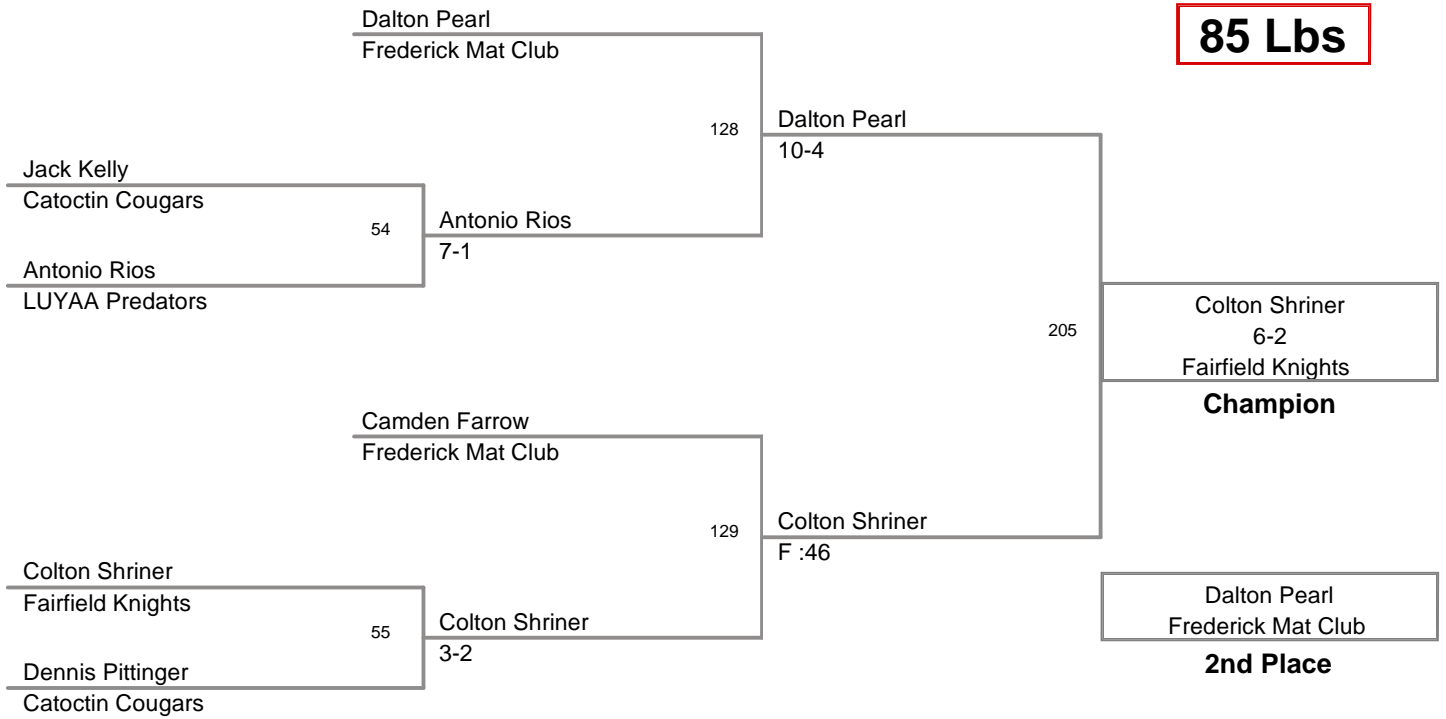 Dalton Pearl
Frederick Mat Club
85 Lbs
128
Dalton Pearl
10-4
Jack Kelly
Catoctin Cougars
54
Antonio Rios
7-1
Antonio Rios
LUYAA Predators
205
Colton Shriner
6-2
Fairfield Knights
Champion
Camden Farrow
Frederick Mat Club
129
Colton Shriner
F :46
Colton Shriner
Fairfield Knights
55
Colton Shriner
3-2
Dennis Pittinger
Catoctin Cougars
Dalton Pearl
Frederick Mat Club
2nd Place